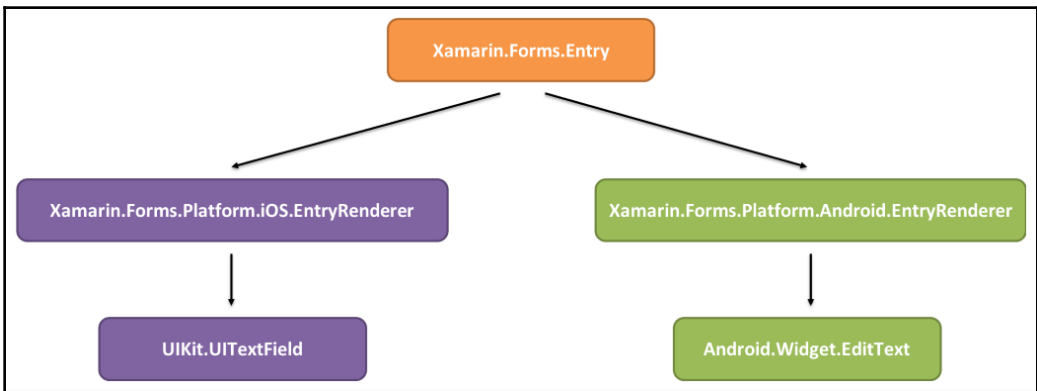 Xamarin.Forms.Entry
Xamarin.Forms.Platform.iOS.EntryRenderer
Xamarin.Forms.Platform.Android.EntryRenderer
UIKit.UITextField
Android.Widget.EditText